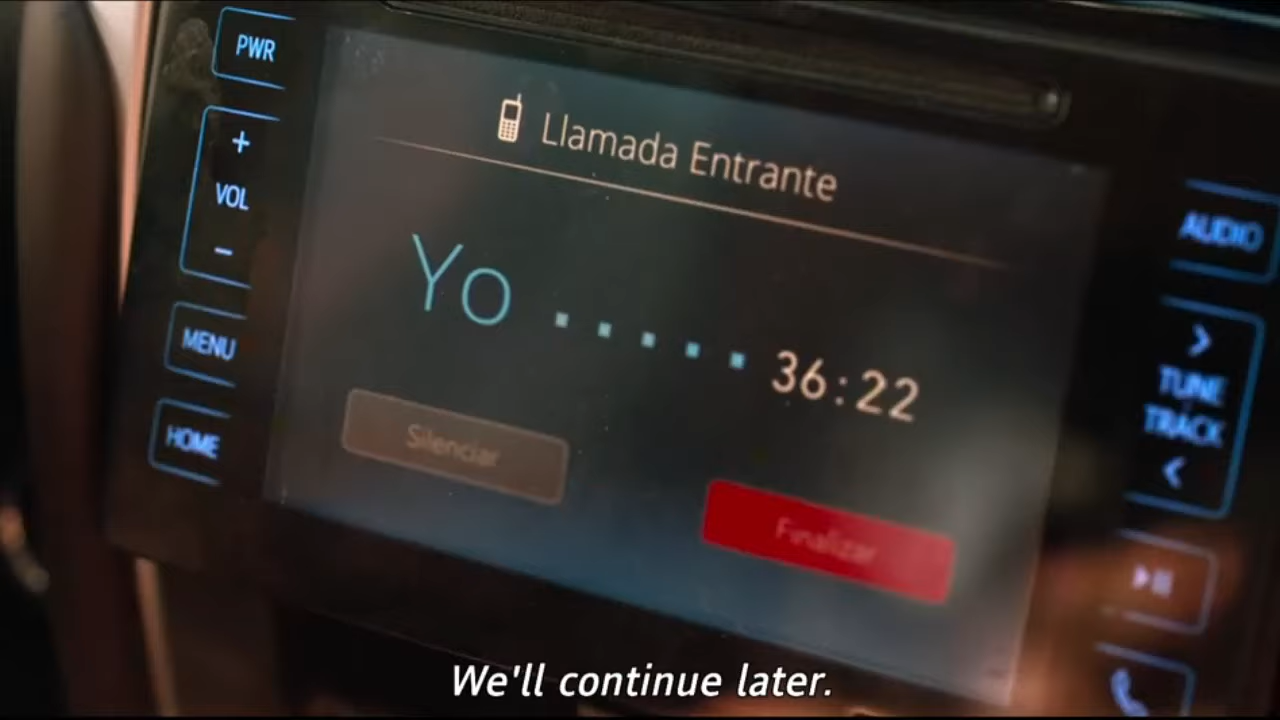 PWR
+
VOL
−
MENU
HOME
Llamada Entrante
Yo ..... 36:22
Silenciar
Finalizar
AUDIO
>
TUNE
TRACK
<
We'll continue later.